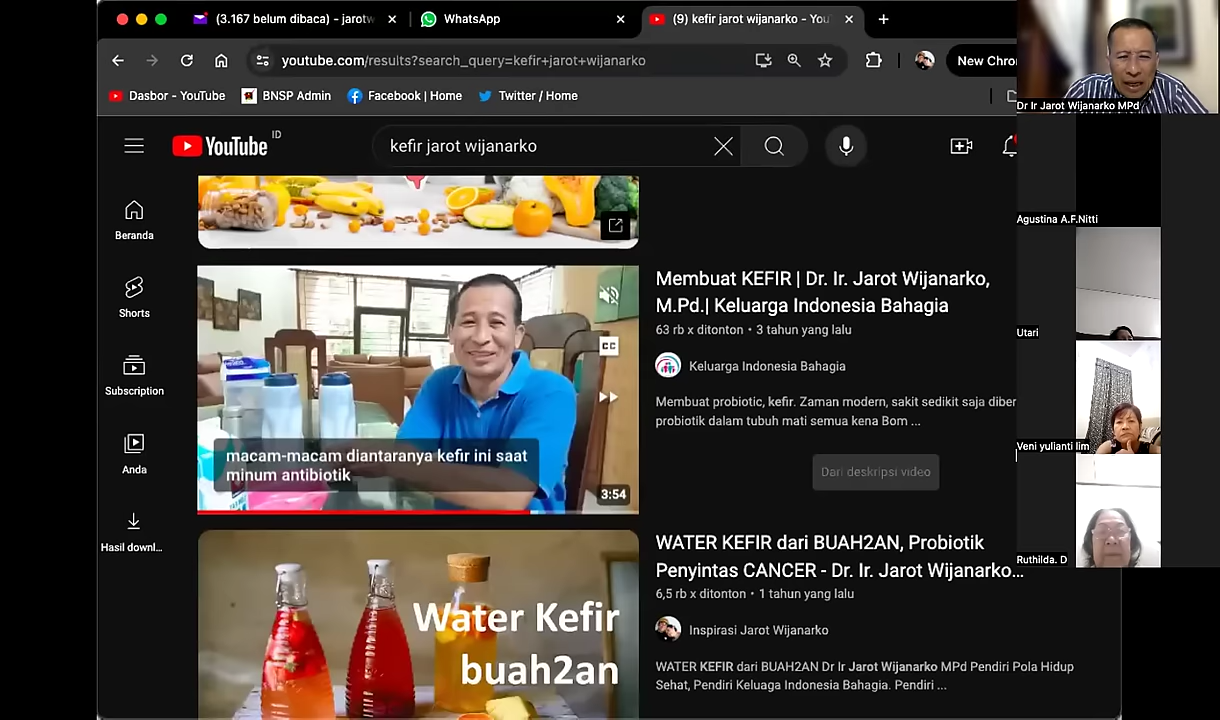 (3.167 belum dibaca) - jarotw
WhatsApp
(9) kefir jarot wijanarko - You
youtube.com/results?search_query=kefir+jarot+wijanarko
New Chro
Dasbor - YouTube
BNSP Admin
Facebook | Home
Twitter / Home
Dr Ir Jarot Wijanarko MPd
YouTube ID
kefir jarot wijanarko
Beranda
Shorts
Subscription
Anda
Hasil downl...
Membuat KEFIR | Dr. Ir. Jarot Wijanarko,
M.Pd.| Keluarga Indonesia Bahagia
63 rb x ditonton • 3 tahun yang lalu
Keluarga Indonesia Bahagia
Membuat probiotic, kefir. Zaman modern, sakit sedikit saja diber
probiotik dalam tubuh mati semua kena Bom ...
Dari deskripsi video
CC
macam-macam diantaranya kefir ini saat
minum antibiotik
3:54
WATER KEFIR dari BUAH2AN, Probiotik
Penyintas CANCER - Dr. Ir. Jarot Wijanarko...
6,5 rb x ditonton • 1 tahun yang lalu
Inspirasi Jarot Wijanarko
WATER KEFIR dari BUAH2AN Dr Ir Jarot Wijanarko MPd Pendiri Pola Hidup
Sehat, Pendiri Keluaga Indonesia Bahagia. Pendiri ...
Water Kefir
buah2an
Agustina A.F.Nitti
Utari
Veni yulianti lim
Ruthilda. D